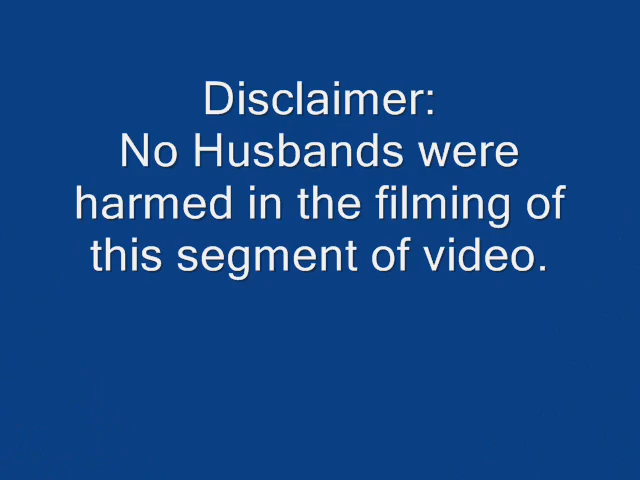 Disclaimer:
No Husbands were
harmed in the filming of
this segment of video.